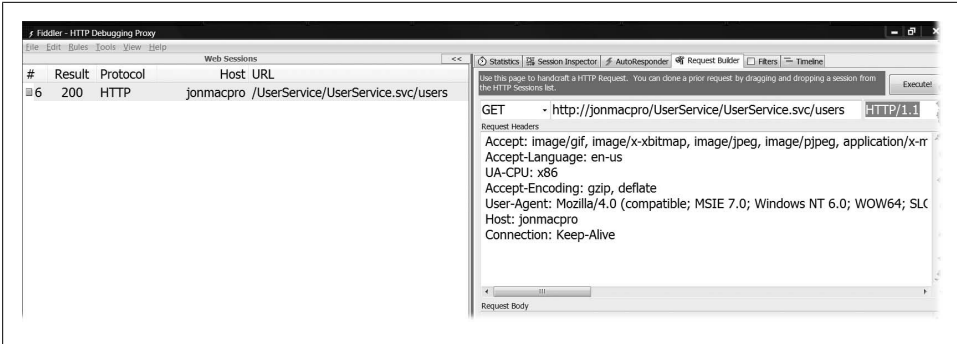 Fiddler - HTTP Debugging Proxy
File Edit Rules Tools View Help
Web Sessions <<
# Result Protocol Host URL
6 200 HTTP jonmacpro /UserService/UserService.svc/users
Statistics Session Inspector AutoResponder Request Builder Filters Timeline
Use this page to handcraft a HTTP Request. You can clone a prior request by dragging and dropping a session from the HTTP Sessions list.
Execute!
GET http://jonmacpro/UserService/UserService.svc/users HTTP/1.1
Request Headers
Accept: image/gif, image/x-xbitmap, image/jpeg, image/pjpeg, application/x-m
Accept-Language: en-us
UA-CPU: x86
Accept-Encoding: gzip, deflate
User-Agent: Mozilla/4.0 (compatible; MSIE 7.0; Windows NT 6.0; WOW64; SLC
Host: jonmacpro
Connection: Keep-Alive
Request Body